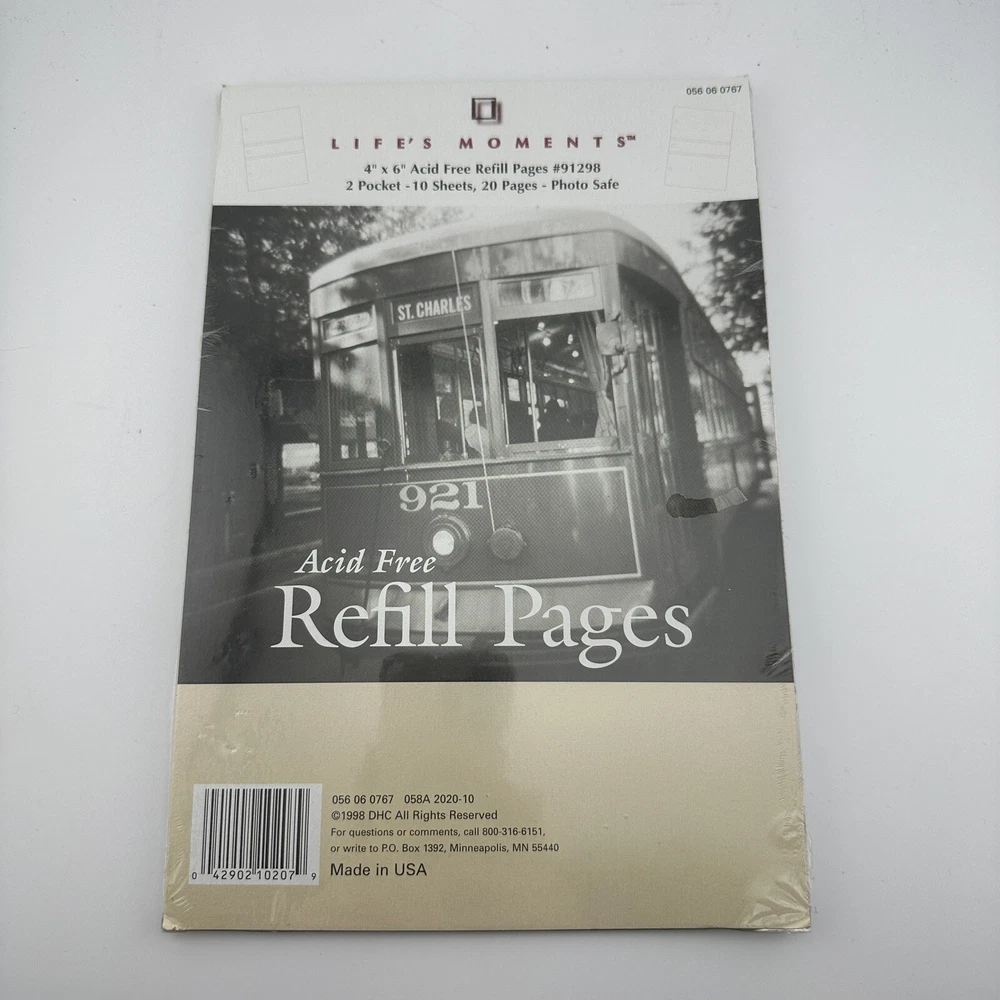 056 06 0767
LIFE'S MOMENTS™
4" x 6" Acid Free Refill Pages #91298
2 Pocket - 10 Sheets, 20 Pages - Photo Safe
ST. CHARLES
921
Acid Free
Refill Pages
056 06 0767 058A 2020-10
©1998 DHC All Rights Reserved
For questions or comments, call 800-316-6151,
or write to P.O. Box 1392, Minneapolis, MN 55440
Made in USA
0 42902 10207 9